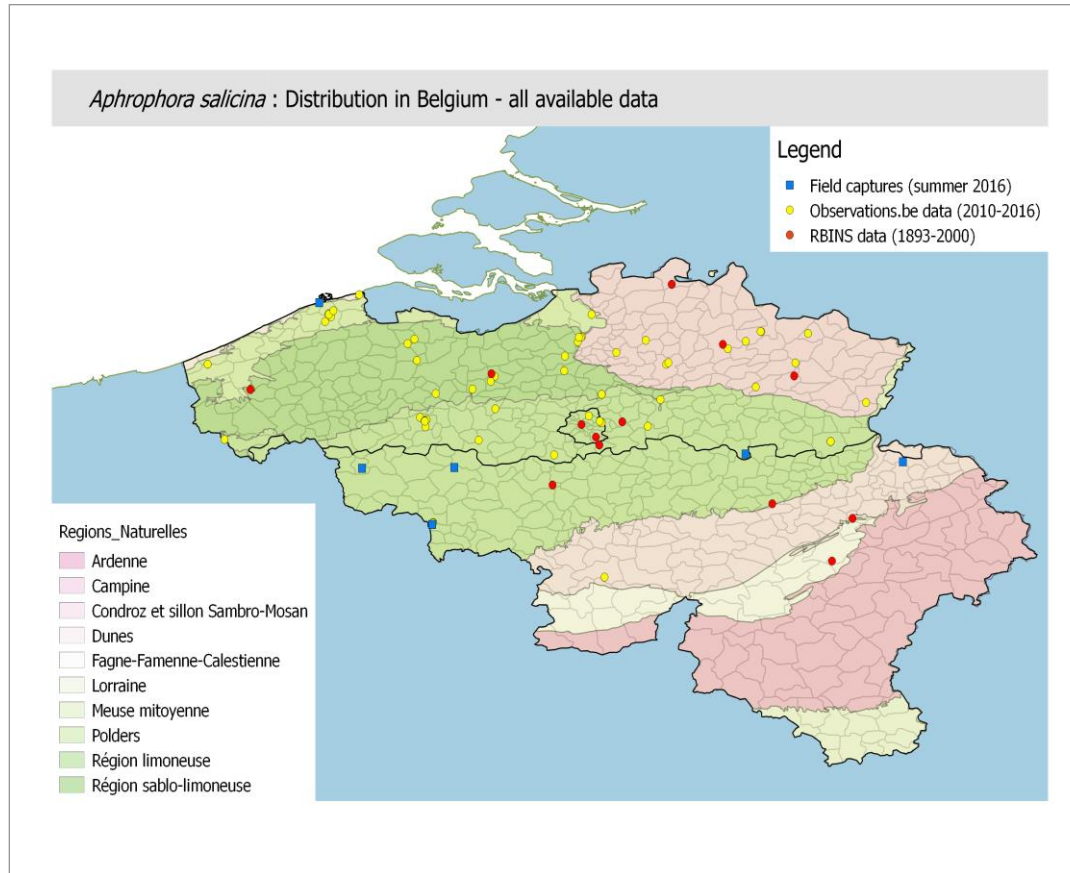 Aphrophora salicina : Distribution in Belgium - all available data
Legend
Field captures (summer 2016)
Observations.be data (2010-2016)
RBINS data (1893-2000)
Regions_Naturelles
Ardenne
Campine
Condroz et sillon Sambro-Mosan
Dunes
Fagne-Famenne-Calestienne
Lorraine
Meuse mitoyenne
Polders
Région limoneuse
Région sablo-limoneuse